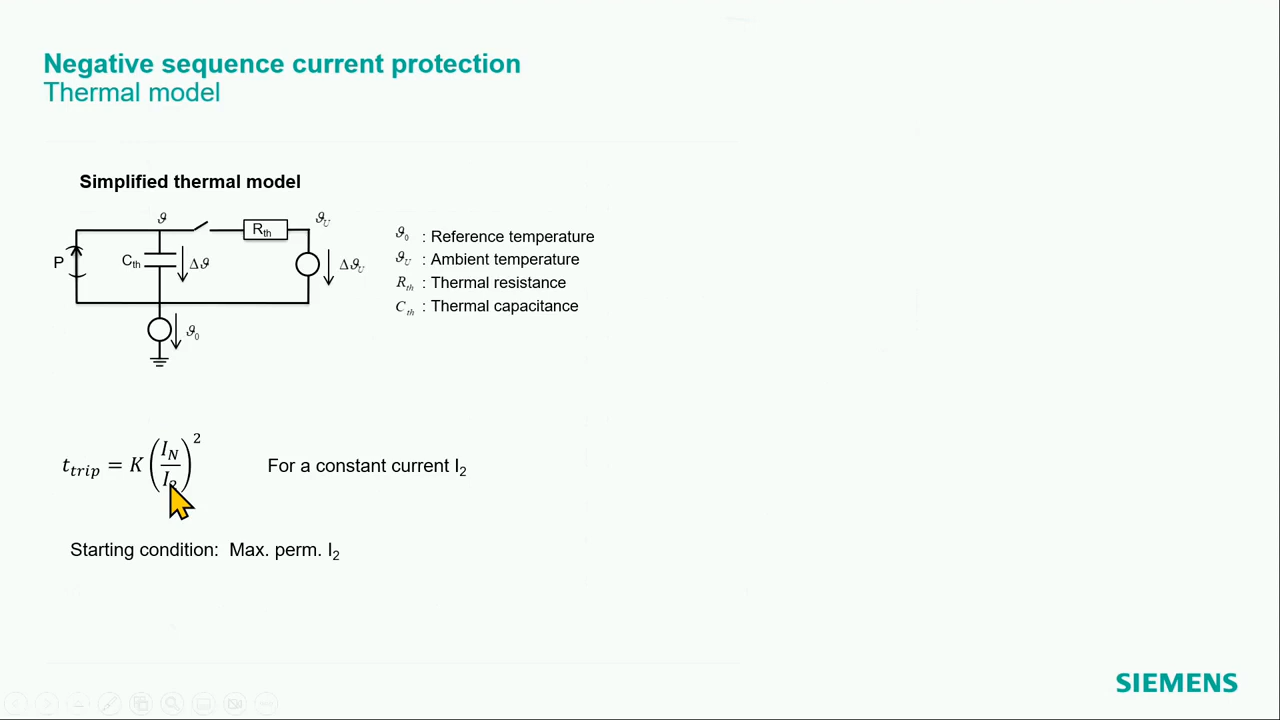 Negative sequence current protection
Thermal model
Simplified thermal model
ϑ
ϑ_U
R_th
P
C_th
Δϑ
Δϑ_U
ϑ_0
ϑ_0 : Reference temperature
ϑ_U : Ambient temperature
R_th : Thermal resistance
C_th : Thermal capacitance
t_trip = K (I_N / I_2)^2
For a constant current I_2
Starting condition: Max. perm. I_2
SIEMENS